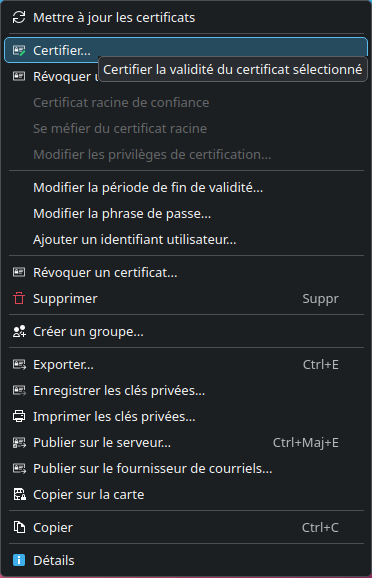 Mettre à jour les certificats
Certifier...
Certifier la validité du certificat sélectionné
Révoquer
Certificat racine de confiance
Se méfier du certificat racine
Modifier les privilèges de certification...
Modifier la période de fin de validité...
Modifier la phrase de passe...
Ajouter un identifiant utilisateur...
Révoquer un certificat...
Supprimer Suppr
Créer un groupe...
Exporter... Ctrl+E
Enregistrer les clés privées...
Imprimer les clés privées...
Publier sur le serveur... Ctrl+Maj+E
Publier sur le fournisseur de courriels...
Copier sur la carte
Copier Ctrl+C
Détails